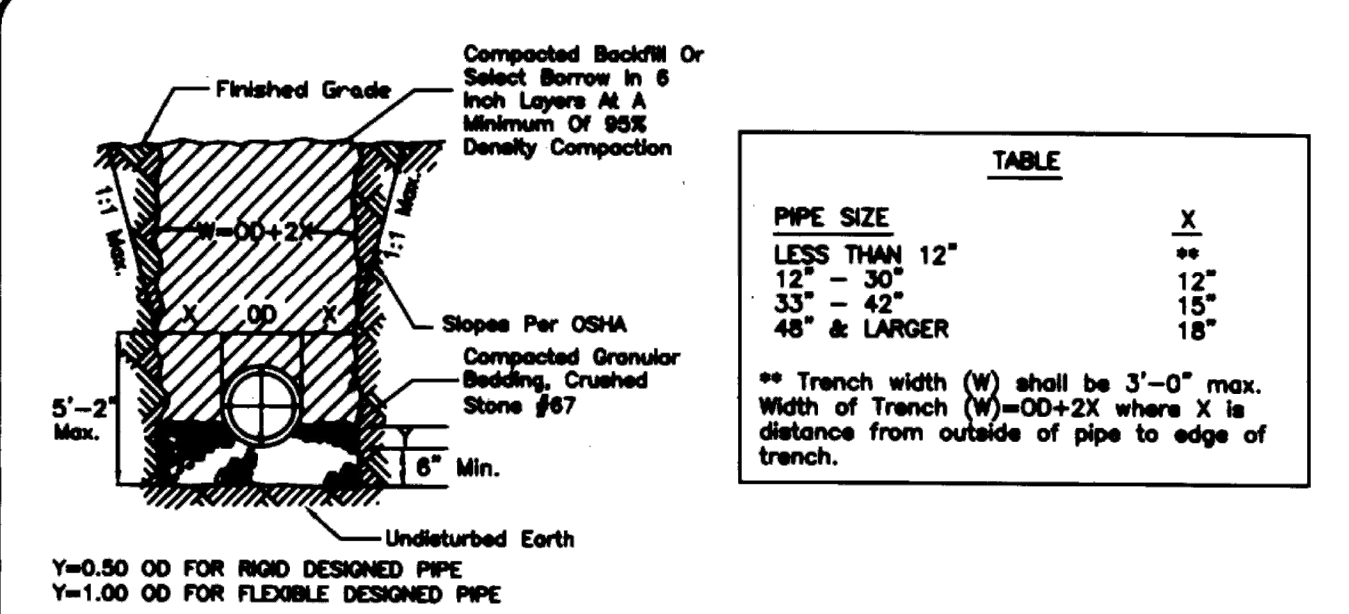 Compacted Backfill Or
Select Borrow In 6
Inch Layers At A
Minimum Of 95%
Density Compaction
Finished Grade
1:1 Max.
1:1 Max.
W=OD+2X
X OD X
Slopes Per OSHA
Compacted Granular
Bedding, Crushed
Stone #67
5'-2"
Max.
6" Min.
Undisturbed Earth
Y=0.50 OD FOR RIGID DESIGNED PIPE
Y=1.00 OD FOR FLEXIBLE DESIGNED PIPE
TABLE
PIPE SIZE X
LESS THAN 12" **
12" - 30" 12"
33" - 42" 15"
48" & LARGER 18"
** Trench width (W) shall be 3'-0" max.
Width of Trench (W)=OD+2X where X is
distance from outside of pipe to edge of
trench.